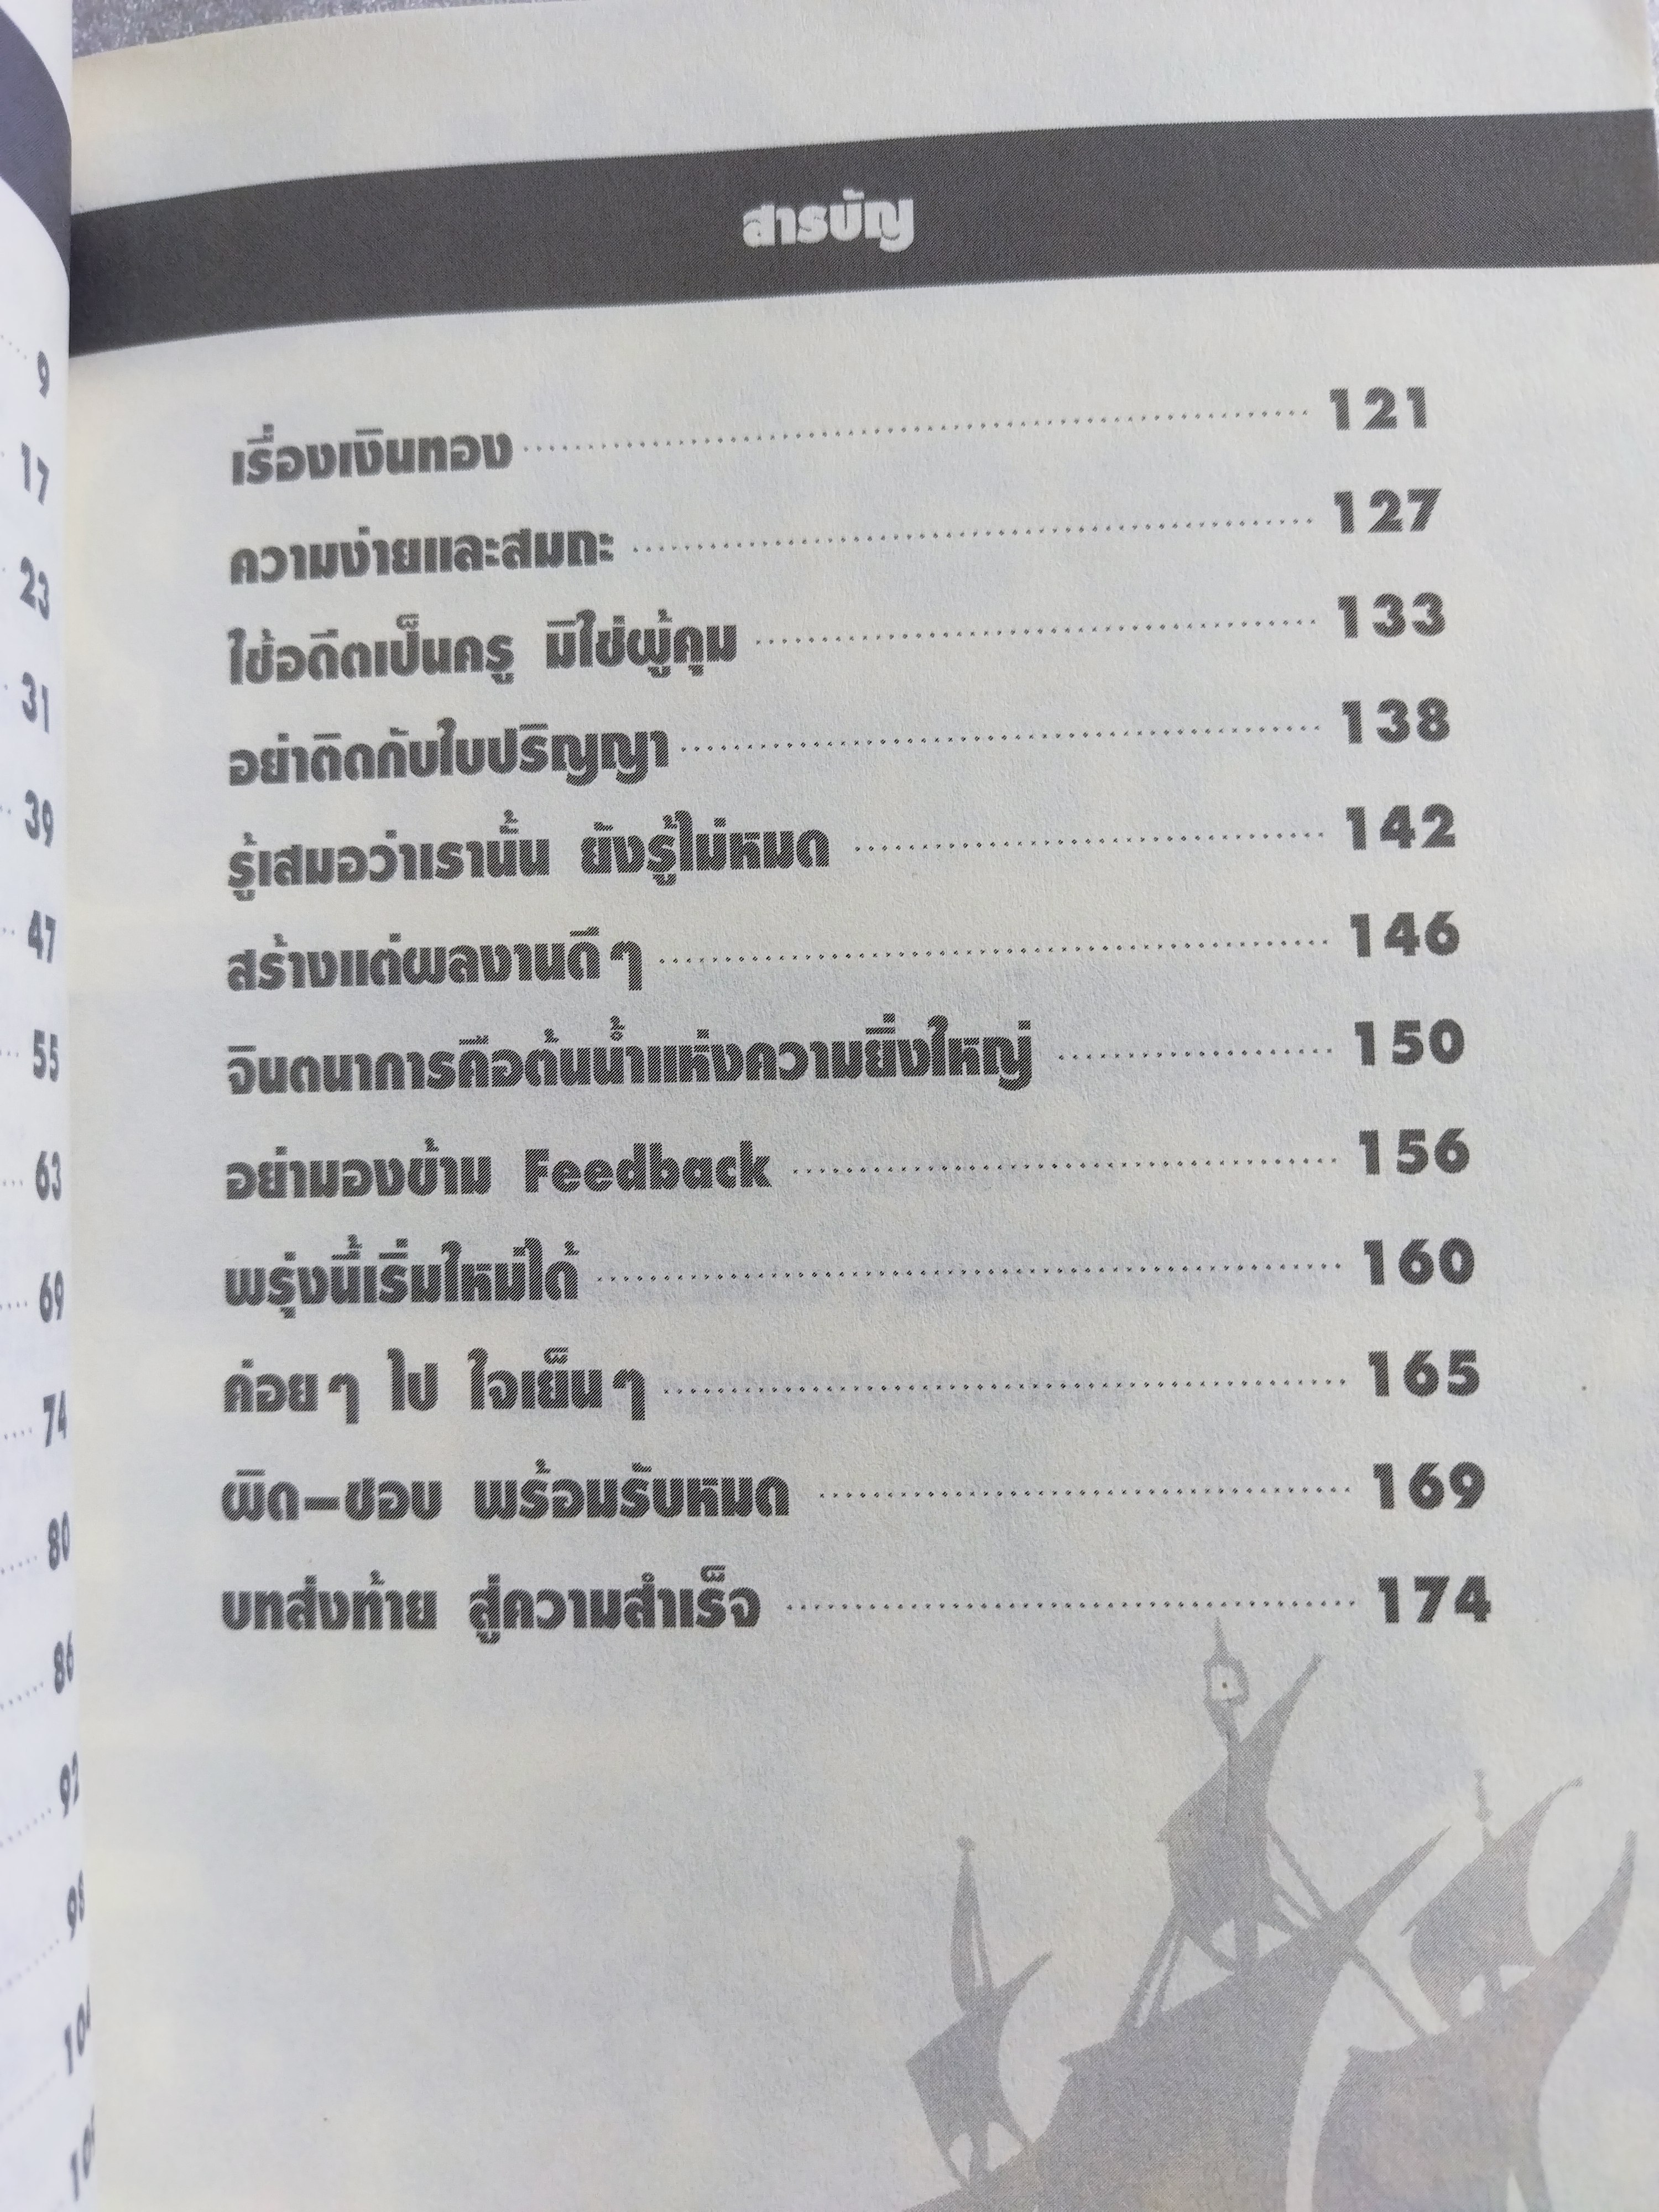 สารบัญ
เรื่องเงินทอง 121
ความง่ายและสมถะ 127
ใช้อดีตเป็นครู มิใช่ผู้คุม 133
อย่าติดกับใบปริญญา 138
รู้เสมอว่าเรานั้น ยังรู้ไม่หมด 142
สร้างแต่ผลงานดีๆ 146
จินตนาการคือต้นน้ำแห่งความยิ่งใหญ่ 150
อย่ามองข้าม Feedback 156
พรุ่งนี้เริ่มใหม่ได้ 160
ค่อยๆ ไป ใจเย็นๆ 165
ผิด-ชอบ พร้อมรับหมด 169
บทส่งท้าย สู่ความสำเร็จ 174
9
17
23
31
39
47
55
63
69
74
80
86
92
98